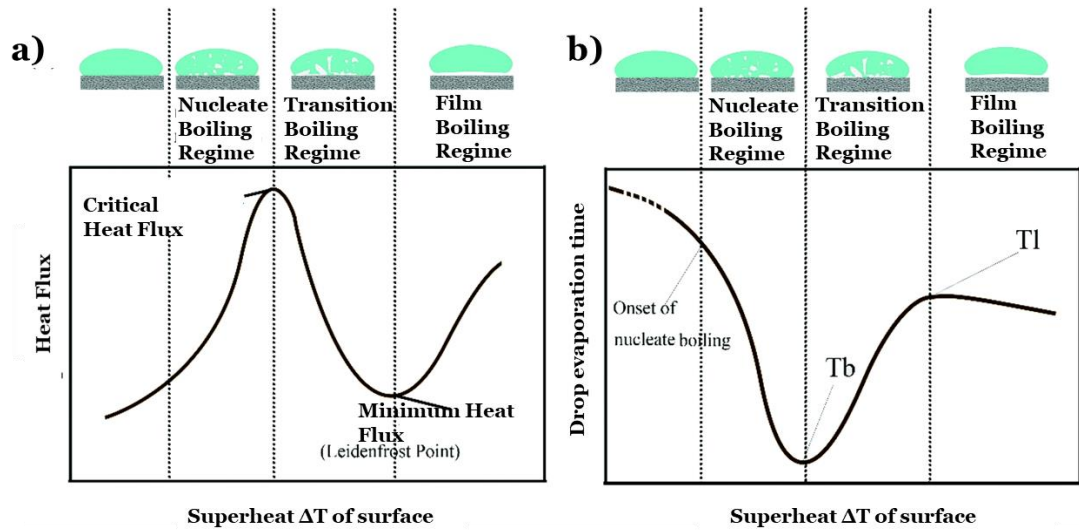 a)
Nucleate
Boiling
Regime
Transition
Boiling
Regime
Film
Boiling
Regime
Critical
Heat Flux
Minimum Heat
Flux
(Leidenfrost Point)
Heat Flux
Superheat ΔT of surface
b)
Nucleate
Boiling
Regime
Transition
Boiling
Regime
Film
Boiling
Regime
Onset of
nucleate boiling
Tb
Tl
Drop evaporation time
Superheat ΔT of surface